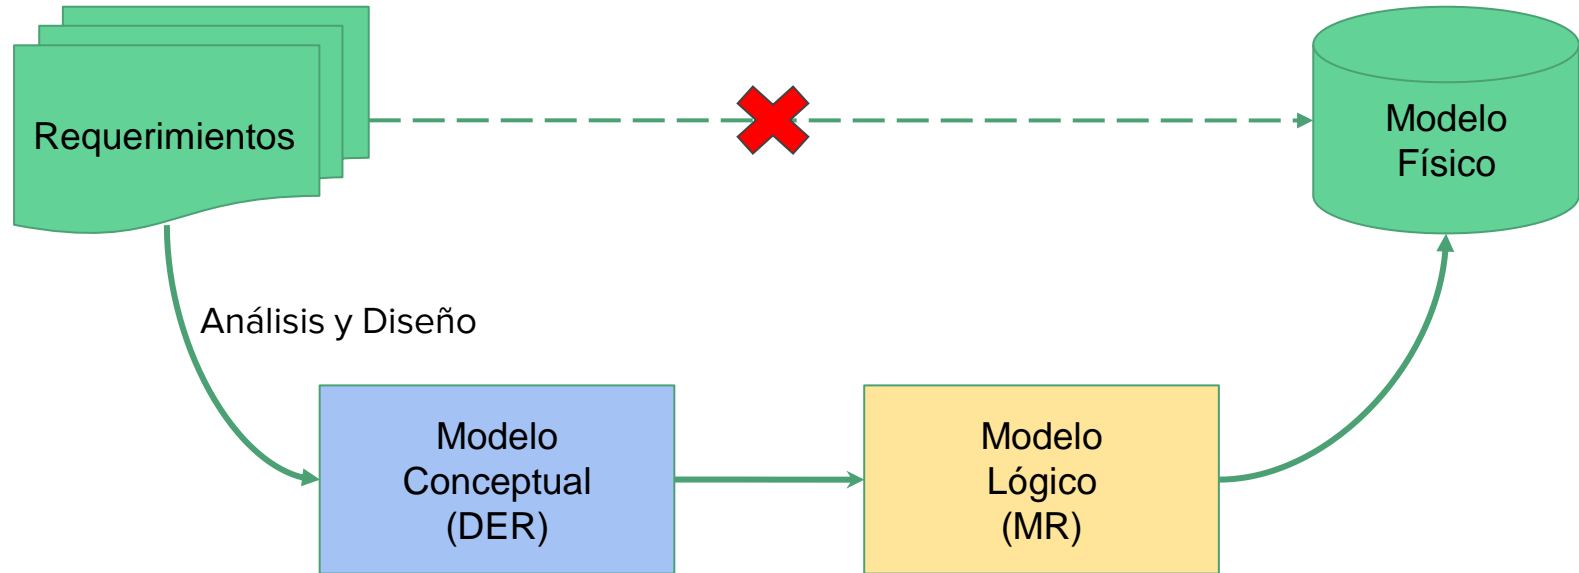 Requerimientos
Modelo
Físico
Análisis y Diseño
Modelo
Conceptual
(DER)
Modelo
Lógico
(MR)